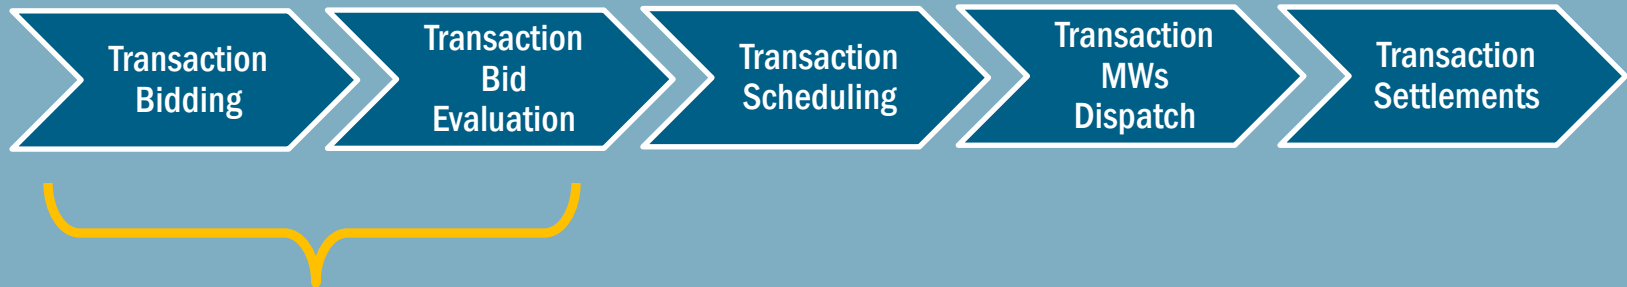 Transaction
Bidding
Transaction
Bid
Evaluation
Transaction
Scheduling
Transaction
MWs
Dispatch
Transaction
Settlements